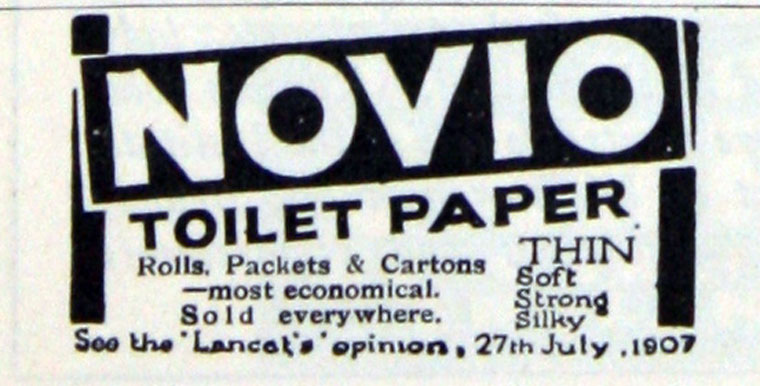 NOVIO
TOILET PAPER
Rolls, Packets & Cartons
—most economical.
Sold everywhere.
THIN
Soft
Strong
Silky
See the "Lancet's" opinion, 27th July, 1907